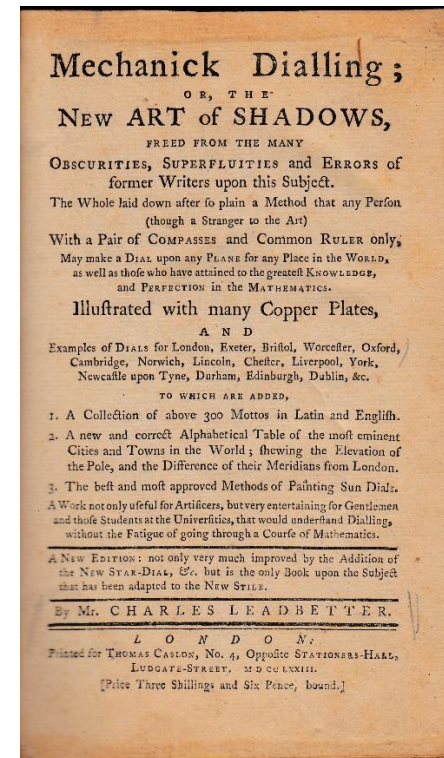 Mechanick Dialling;
OR, THE
NEW ART of SHADOWS,
FREED FROM THE MANY
OBSCURITIES, SUPERFLUITIES and ERRORS of
former Writers upon this Subject.
The Whole laid down after ſo plain a Method that any Perſon
(though a Stranger to the Art)
With a Pair of COMPASSES and Common RULER only,
May make a DIAL upon any PLANE for any Place in the WORLD,
as well as thoſe who have attained to the greateſt KNOWLEDGE,
and PERFECTION in the MATHEMATICS.
Illuſtrated with many Copper Plates,
AND
Examples of DIALS for London, Exeter, Briſtol, Worceſter, Oxford,
Cambridge, Norwich, Lincoln, Cheſter, Liverpool, York,
Newcaſtle upon Tyne, Durham, Edinburgh, Dublin, &c.
TO WHICH ARE ADDED,
1. A Collection of above 300 Mottos in Latin and Engliſh.
2. A new and correct Alphabetical Table of the moſt eminent
Cities and Towns in the World; ſhewing the Elevation of
the Pole, and the Difference of their Meridians from London.
3. The beſt and moſt approved Methods of Painting Sun Dials.
A Work not only uſeful for Artificers, but very entertaining for Gentlemen
and thoſe Students at the Univerſities, that would underſtand Dialling,
without the Fatigue of going through a Courſe of Mathematics.
A NEW EDITION: not only very much improved by the Addition of
the NEW STAR-DIAL, &c. but is the only Book upon the Subject
that has been adapted to the NEW STILE.
By Mr. CHARLES LEADBETTER.
LONDON:
Printed for THOMAS CASLON, No. 4, Oppoſite STATIONERS-HALL,
LUDGATE-STREET, MDCCLXXIII.
[Price Three Shillings and Six Pence, bound.]